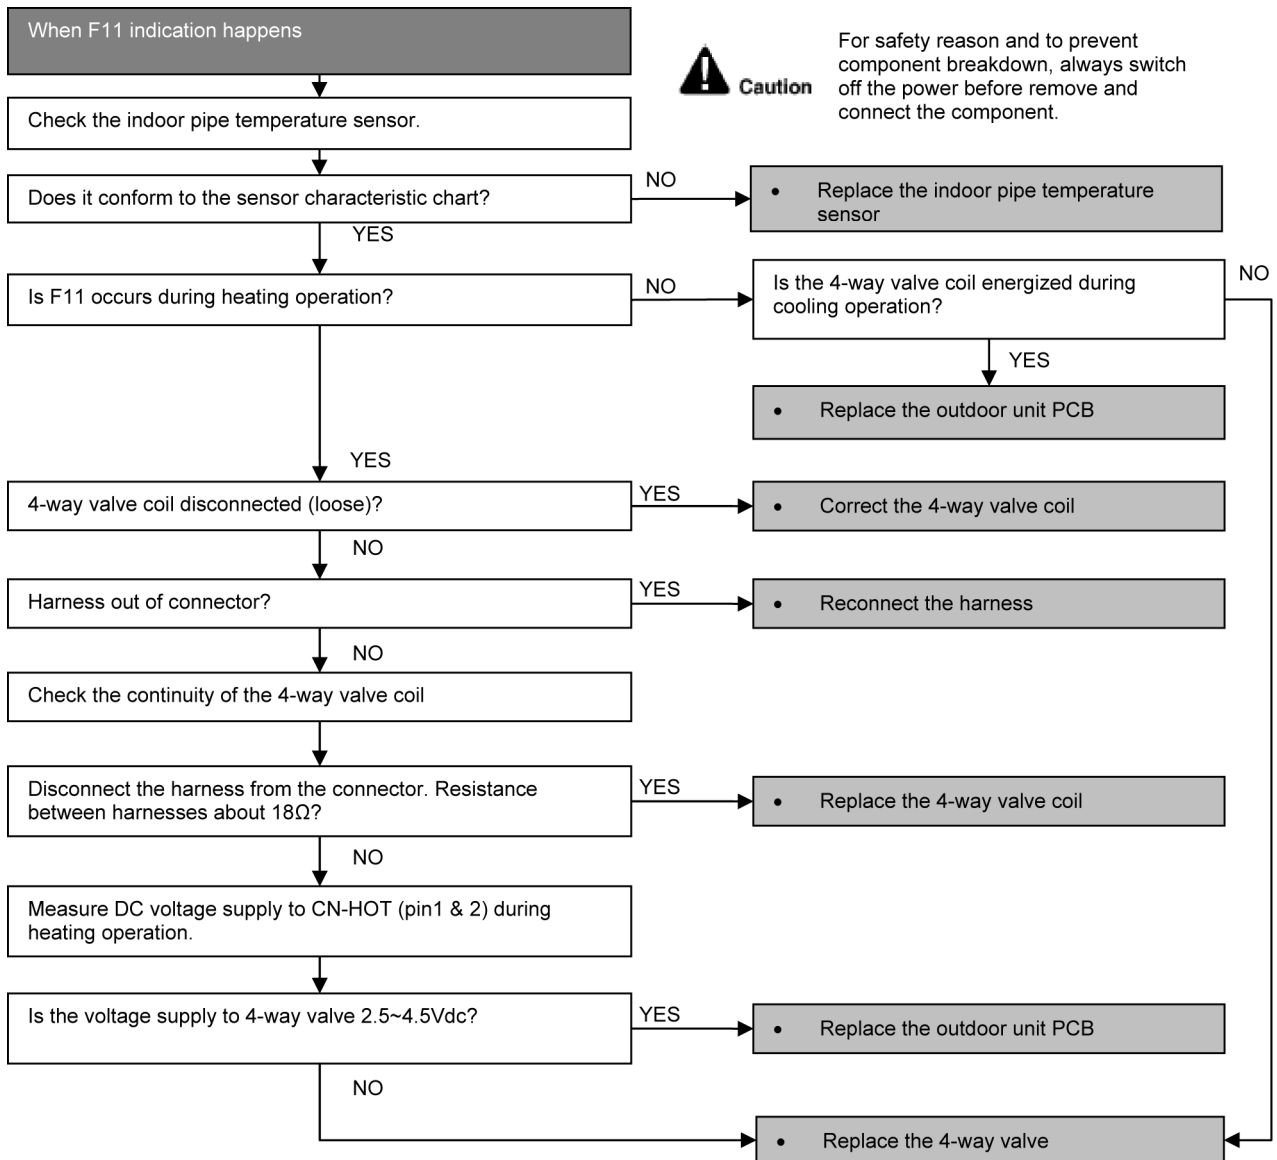 When F11 indication happens
Caution
For safety reason and to prevent
component breakdown, always switch
off the power before remove and
connect the component.
Check the indoor pipe temperature sensor.
Does it conform to the sensor characteristic chart?
NO
• Replace the indoor pipe temperature
sensor
YES
Is F11 occurs during heating operation?
NO
Is the 4-way valve coil energized during
cooling operation?
NO
YES
• Replace the outdoor unit PCB
YES
4-way valve coil disconnected (loose)?
YES
• Correct the 4-way valve coil
NO
Harness out of connector?
YES
• Reconnect the harness
NO
Check the continuity of the 4-way valve coil
Disconnect the harness from the connector. Resistance
between harnesses about 18Ω?
YES
• Replace the 4-way valve coil
NO
Measure DC voltage supply to CN-HOT (pin1 & 2) during
heating operation.
Is the voltage supply to 4-way valve 2.5~4.5Vdc?
YES
• Replace the outdoor unit PCB
NO
• Replace the 4-way valve